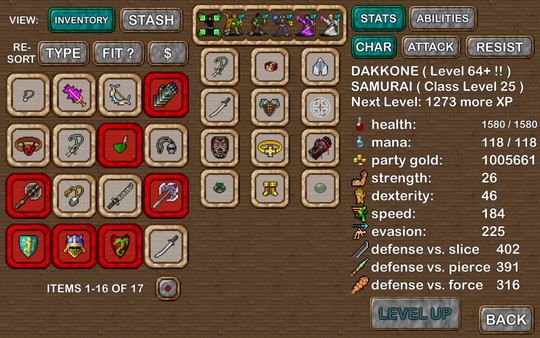 VIEW: INVENTORY STASH
RE-SORT TYPE FIT ? $
ITEMS 1-16 OF 17
STATS ABILITIES
CHAR ATTACK RESIST
DAKKONE ( Level 64+ !! )
SAMURAI ( Class Level 25 )
Next Level: 1273 more XP
health: 1580 / 1580
mana: 118 / 118
party gold: 1005661
strength: 26
dexterity: 46
speed: 184
evasion: 225
defense vs. slice 402
defense vs. pierce 391
defense vs. force 316
LEVEL UP
BACK